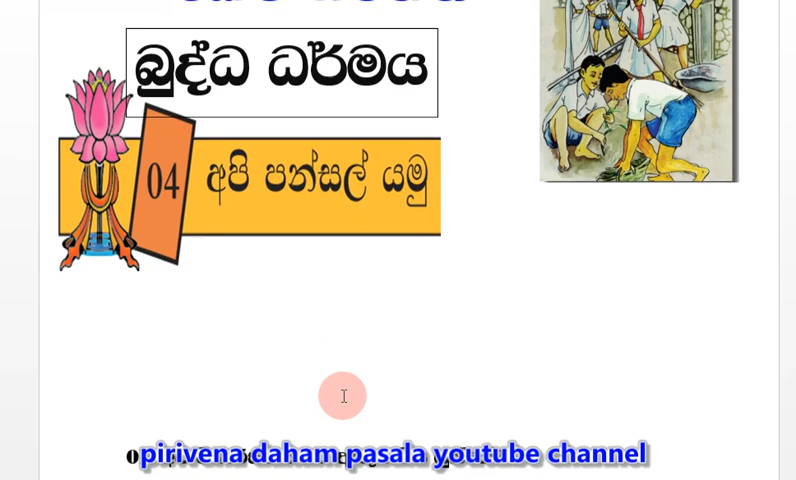 බුද්ධ ධර්මය
04 අපි පන්සල් යමු
pirivena daham pasala youtube channel